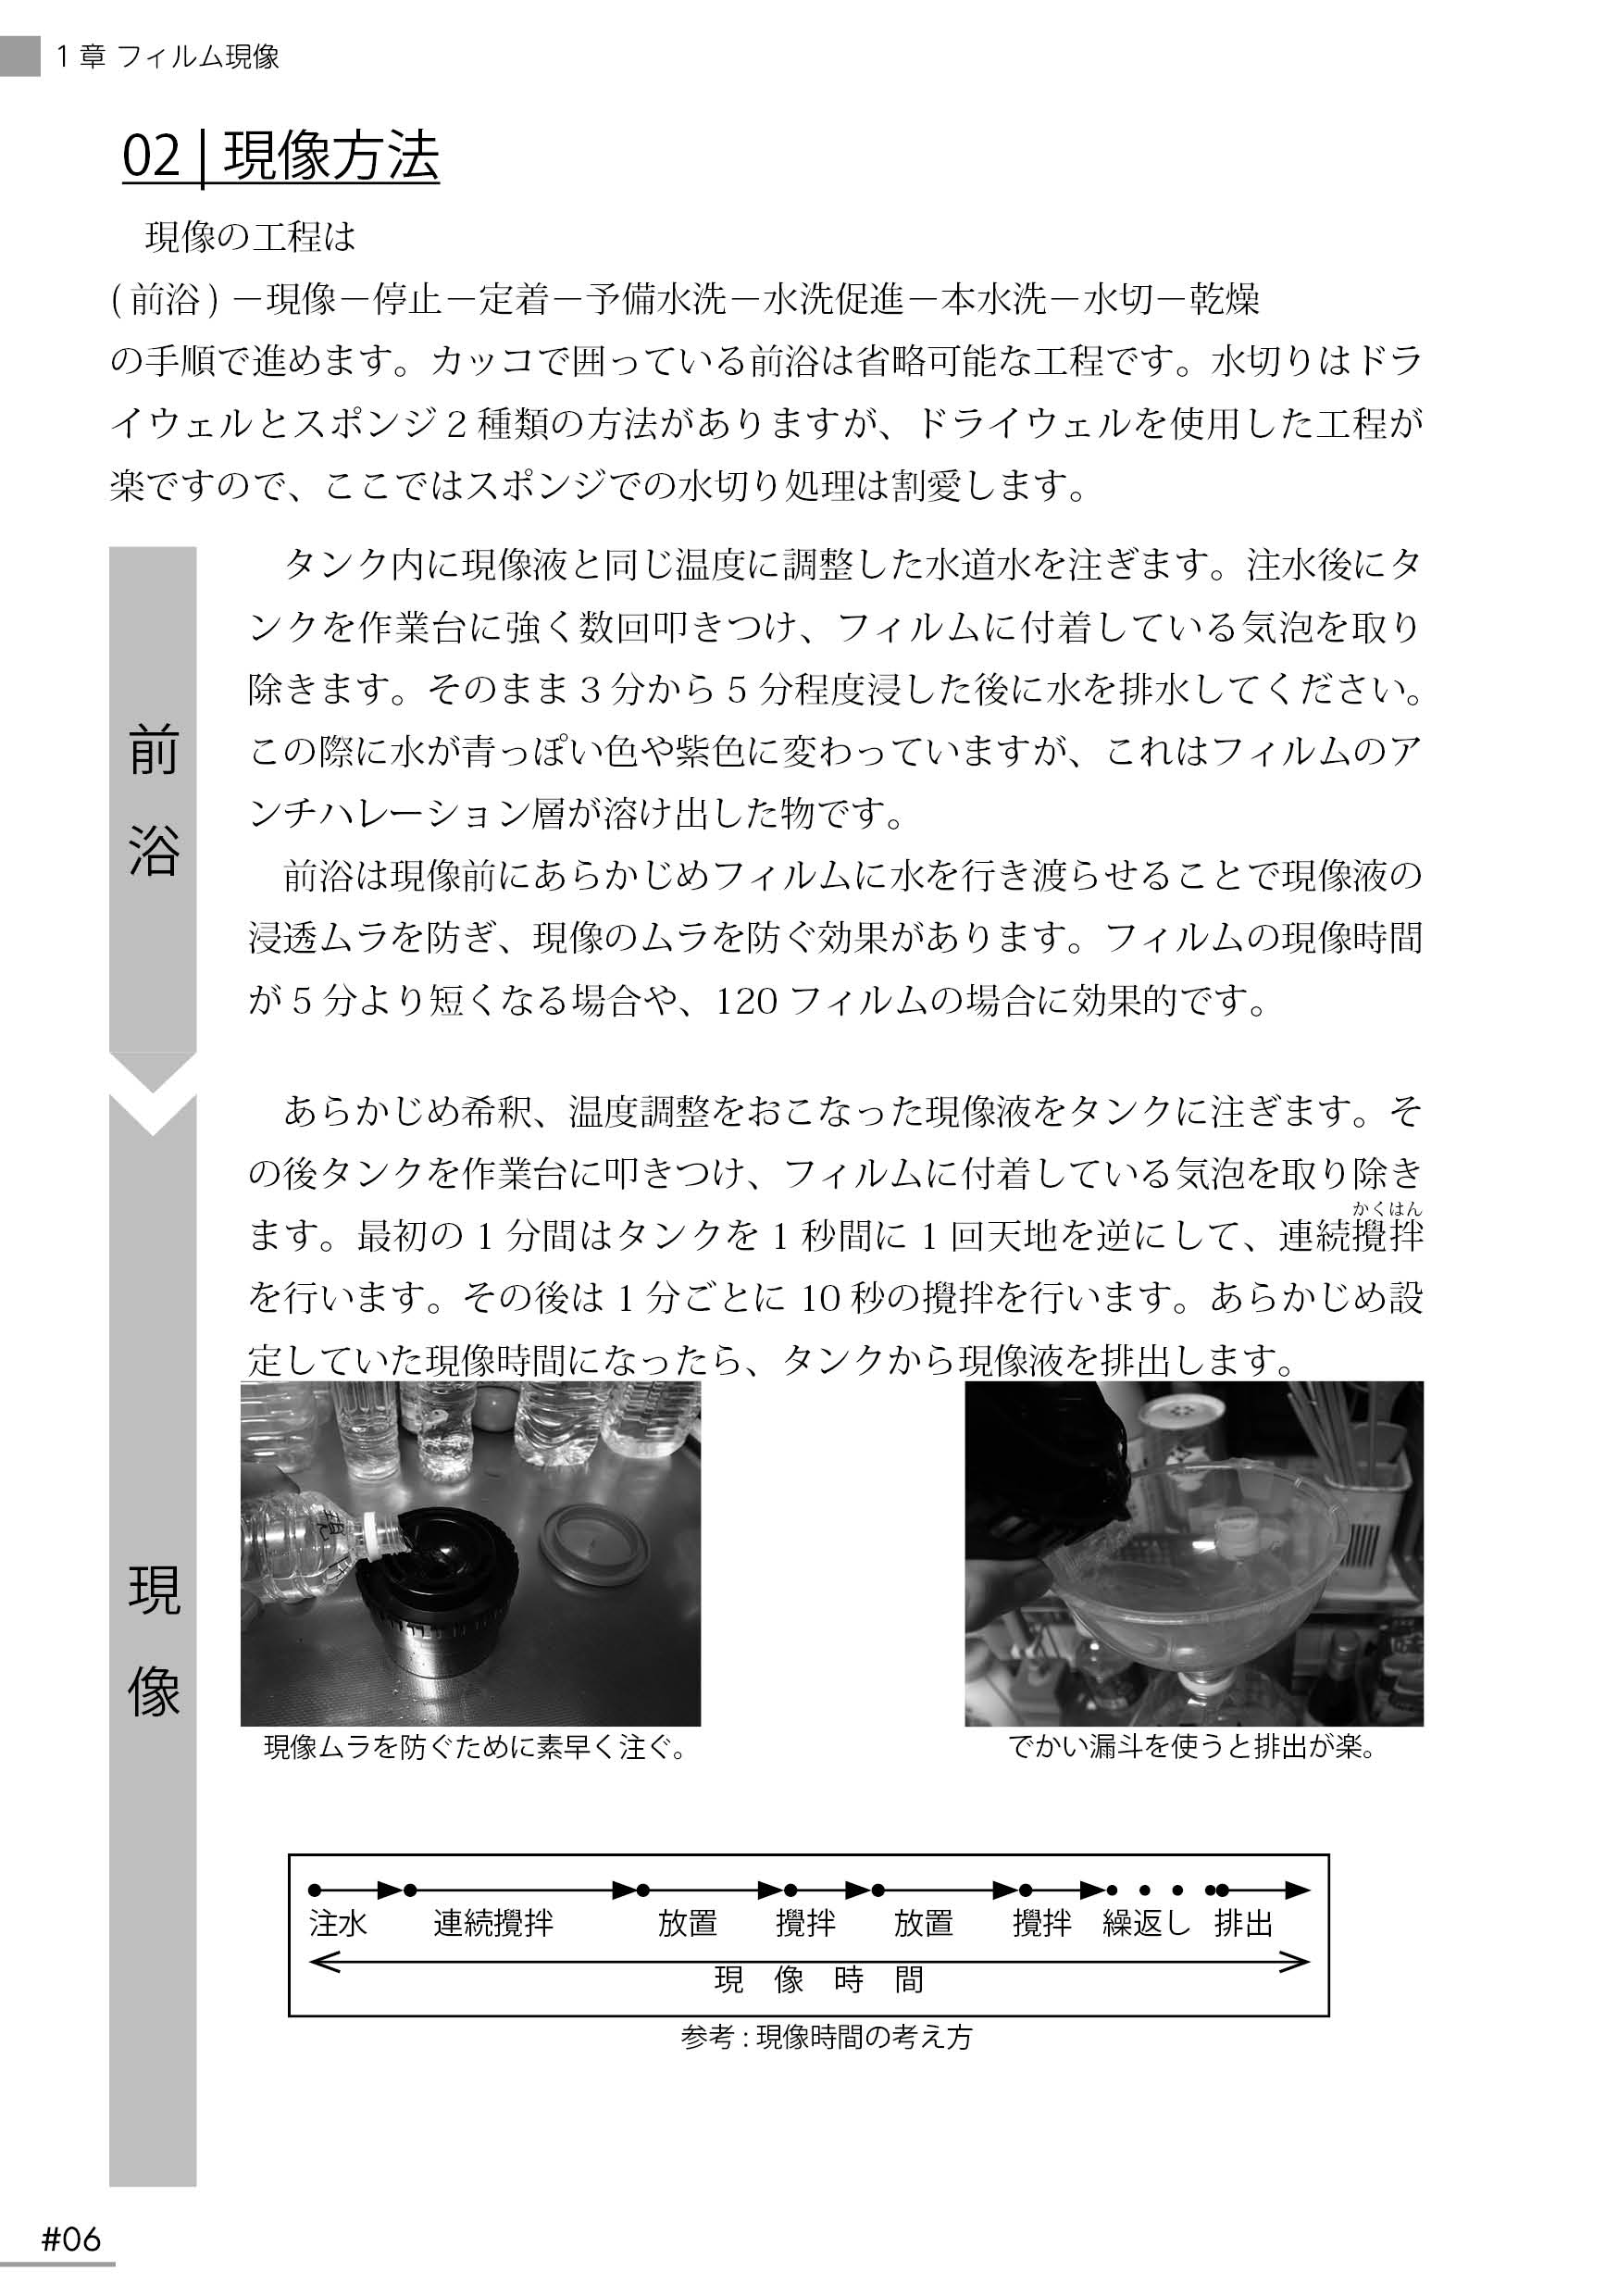 1 章 フィルム現像
02 | 現像方法
現像の工程は
( 前浴 ) －現像－停止－定着－予備水洗－水洗促進－本水洗－水切－乾燥
の手順で進めます。カッコで囲っている前浴は省略可能な工程です。水切りはドラ
イウェルとスポンジ 2 種類の方法がありますが、ドライウェルを使用した工程が
楽ですので、ここではスポンジでの水切り処理は割愛します。
前浴
タンク内に現像液と同じ温度に調整した水道水を注ぎます。注水後にタ
ンクを作業台に強く数回叩きつけ、フィルムに付着している気泡を取り
除きます。そのまま 3 分から 5 分程度浸した後に水を排水してください。
この際に水が青っぽい色や紫色に変わっていますが、これはフィルムのア
ンチハレーション層が溶け出した物です。
前浴は現像前にあらかじめフィルムに水を行き渡らせることで現像液の
浸透ムラを防ぎ、現像のムラを防ぐ効果があります。フィルムの現像時間
が 5 分より短くなる場合や、120 フィルムの場合に効果的です。
現像
あらかじめ希釈、温度調整をおこなった現像液をタンクに注ぎます。そ
の後タンクを作業台に叩きつけ、フィルムに付着している気泡を取り除き
かくはん
ます。最初の 1 分間はタンクを 1 秒間に 1 回天地を逆にして、連続攪拌
を行います。その後は 1 分ごとに 10 秒の攪拌を行います。あらかじめ設
定していた現像時間になったら、タンクから現像液を排出します。
現像ムラを防ぐために素早く注ぐ。
でかい漏斗を使うと排出が楽。
注水 連続攪拌 放置 攪拌 放置 攪拌 繰返し 排出
現 像 時 間
参考 : 現像時間の考え方
#06